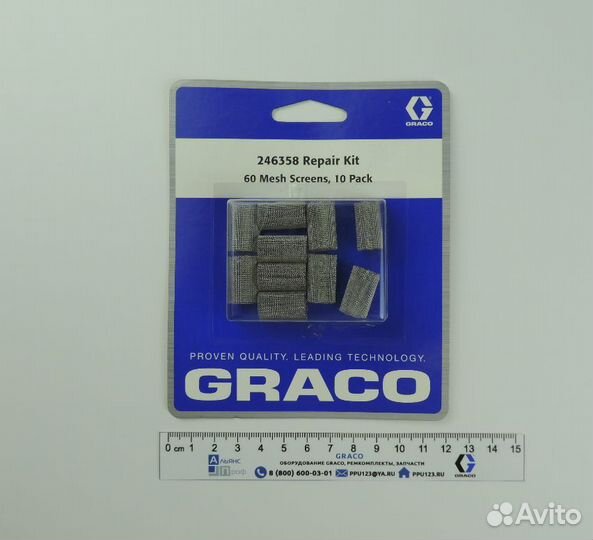 GRACO
246358 Repair Kit
60 Mesh Screens, 10 Pack
PROVEN QUALITY. LEADING TECHNOLOGY.
GRACO
0 cm 1 2 3 4 5 6 7 8 9 10 11 12 13 14 15
АЛЬЯНС
Проф
GRACO
ОБОРУДОВАНИЕ GRACO, РЕМКОМПЛЕКТЫ, ЗАПЧАСТИ
8 (800) 600-03-01 PPU123@YA.RU PPU123.RU
GRACO
Avito